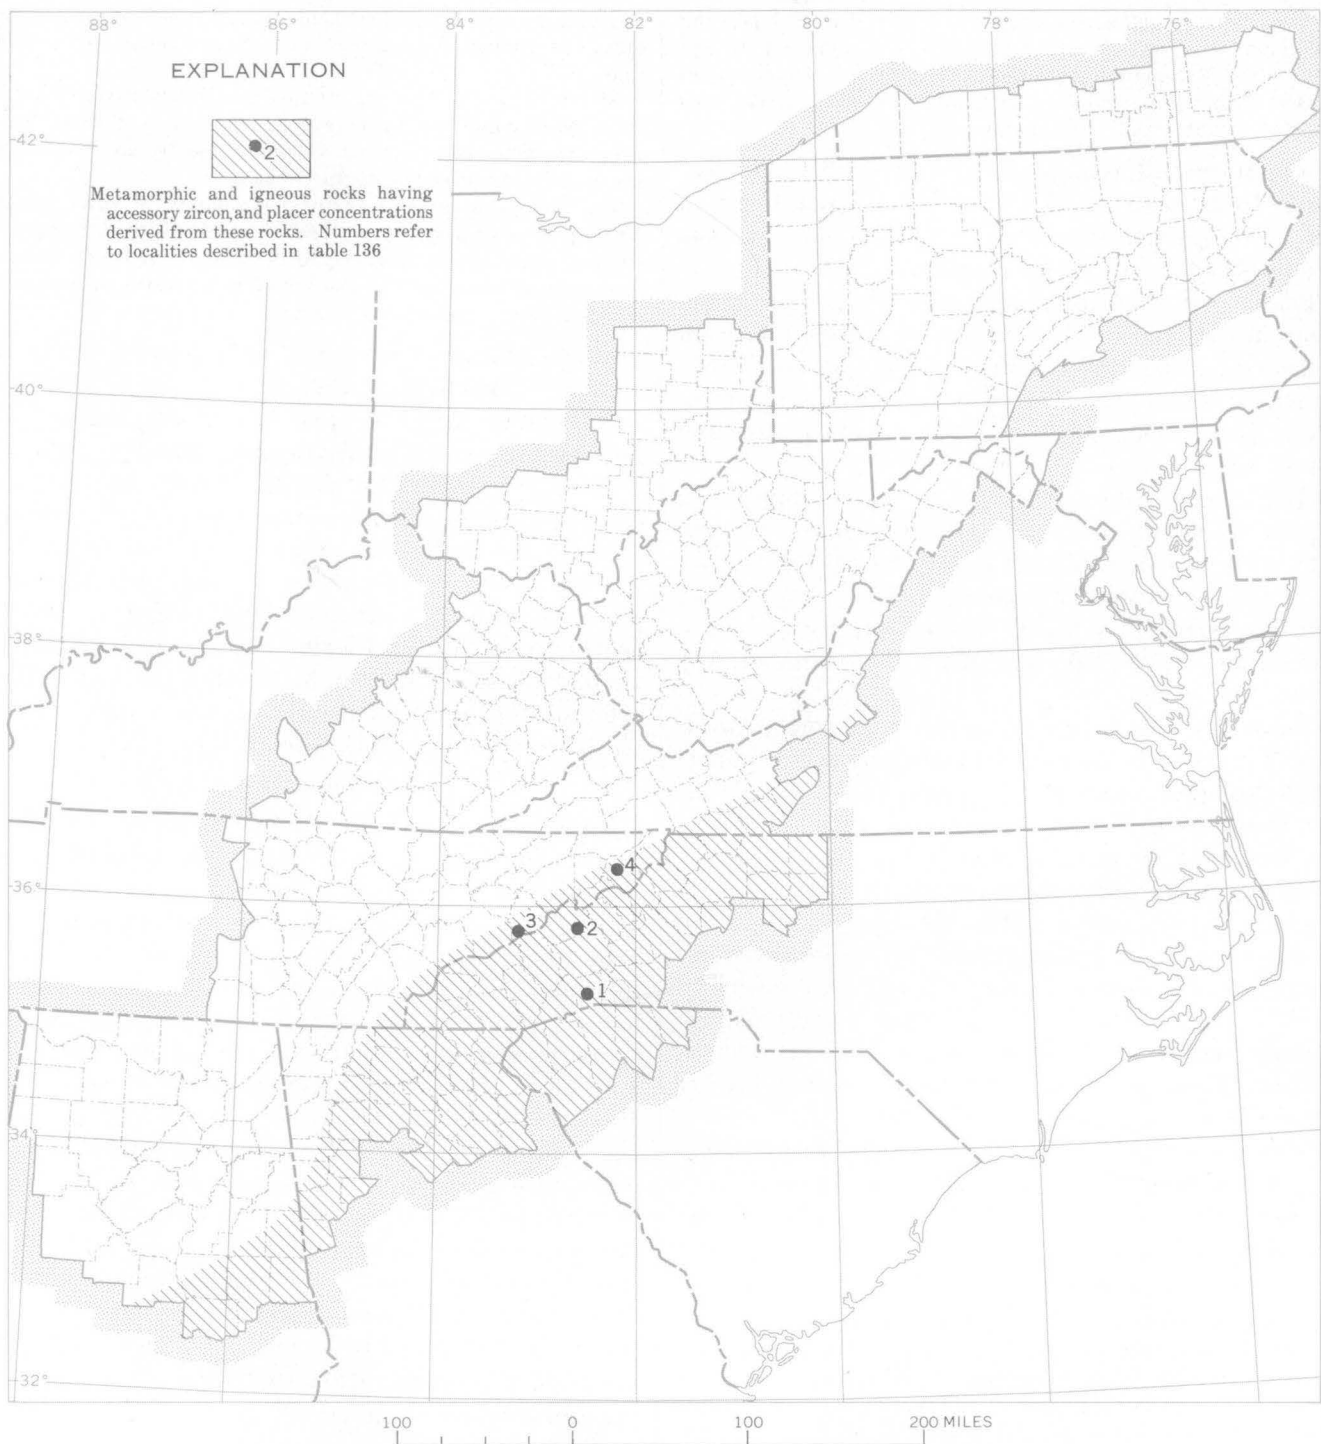 88° 86° 84° 82° 80° 78° 76°
EXPLANATION
2
Metamorphic and igneous rocks having
accessory zircon, and placer concentrations
derived from these rocks. Numbers refer
to localities described in table 136
42°
40°
38°
36°
4
3
2
1
34°
32°
100 0 100 200 MILES